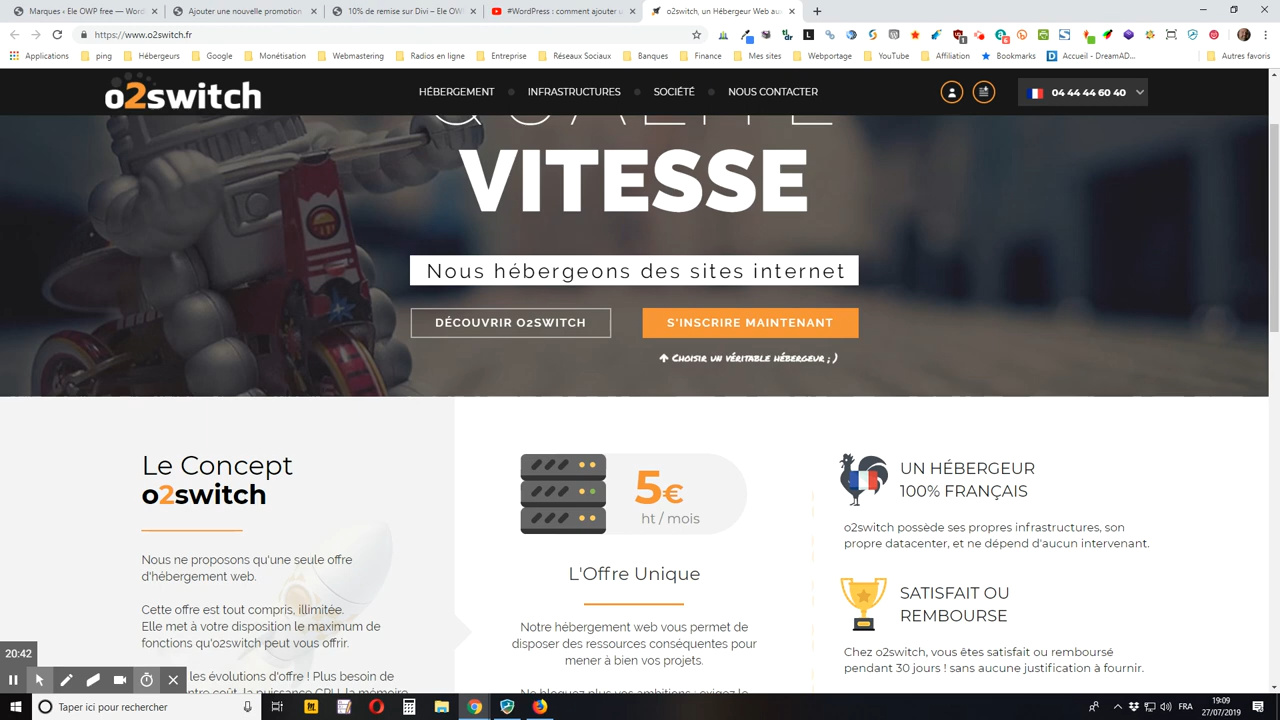 Marques ‹ Ele OWP free — Wor
Ajouter une nouvelle promotion
10% de remise sur Divi – Ele OW
#WordPress : comment ajouter u
o2switch, un Hébergeur Web au
https://www.o2switch.fr
Applications
ping
Hébergeurs
Google
Monétisation
Webmastering
Radios en ligne
Entreprise
Réseaux Sociaux
Banques
Finance
Mes sites
Webportage
YouTube
Affiliation
Bookmarks
Accueil - DreamAD...
Autres favoris
o2switch
HÉBERGEMENT
INFRASTRUCTURES
SOCIÉTÉ
NOUS CONTACTER
04 44 44 60 40
QUALITÉ
VITESSE
Nous hébergeons des sites internet
DÉCOUVRIR O2SWITCH
S'INSCRIRE MAINTENANT
Choisir un véritable hébergeur ; )
Le Concept
o2switch
Nous ne proposons qu'une seule offre
d'hébergement web.
Cette offre est tout compris, illimitée.
Elle met à votre disposition le maximum de
fonctions qu'o2switch peut vous offrir.
les évolutions d'offre ! Plus besoin de
5€
ht / mois
L'Offre Unique
Notre hébergement web vous permet de
disposer des ressources conséquentes pour
mener à bien vos projets.
UN HÉBERGEUR
100% FRANÇAIS
o2switch possède ses propres infrastructures, son
propre datacenter, et ne dépend d'aucun intervenant.
SATISFAIT OU
REMBOURSE
Chez o2switch, vous êtes satisfait ou remboursé
pendant 30 jours ! sans aucune justification à fournir.
20:42
Taper ici pour rechercher
FRA
19:09
27/07/2019